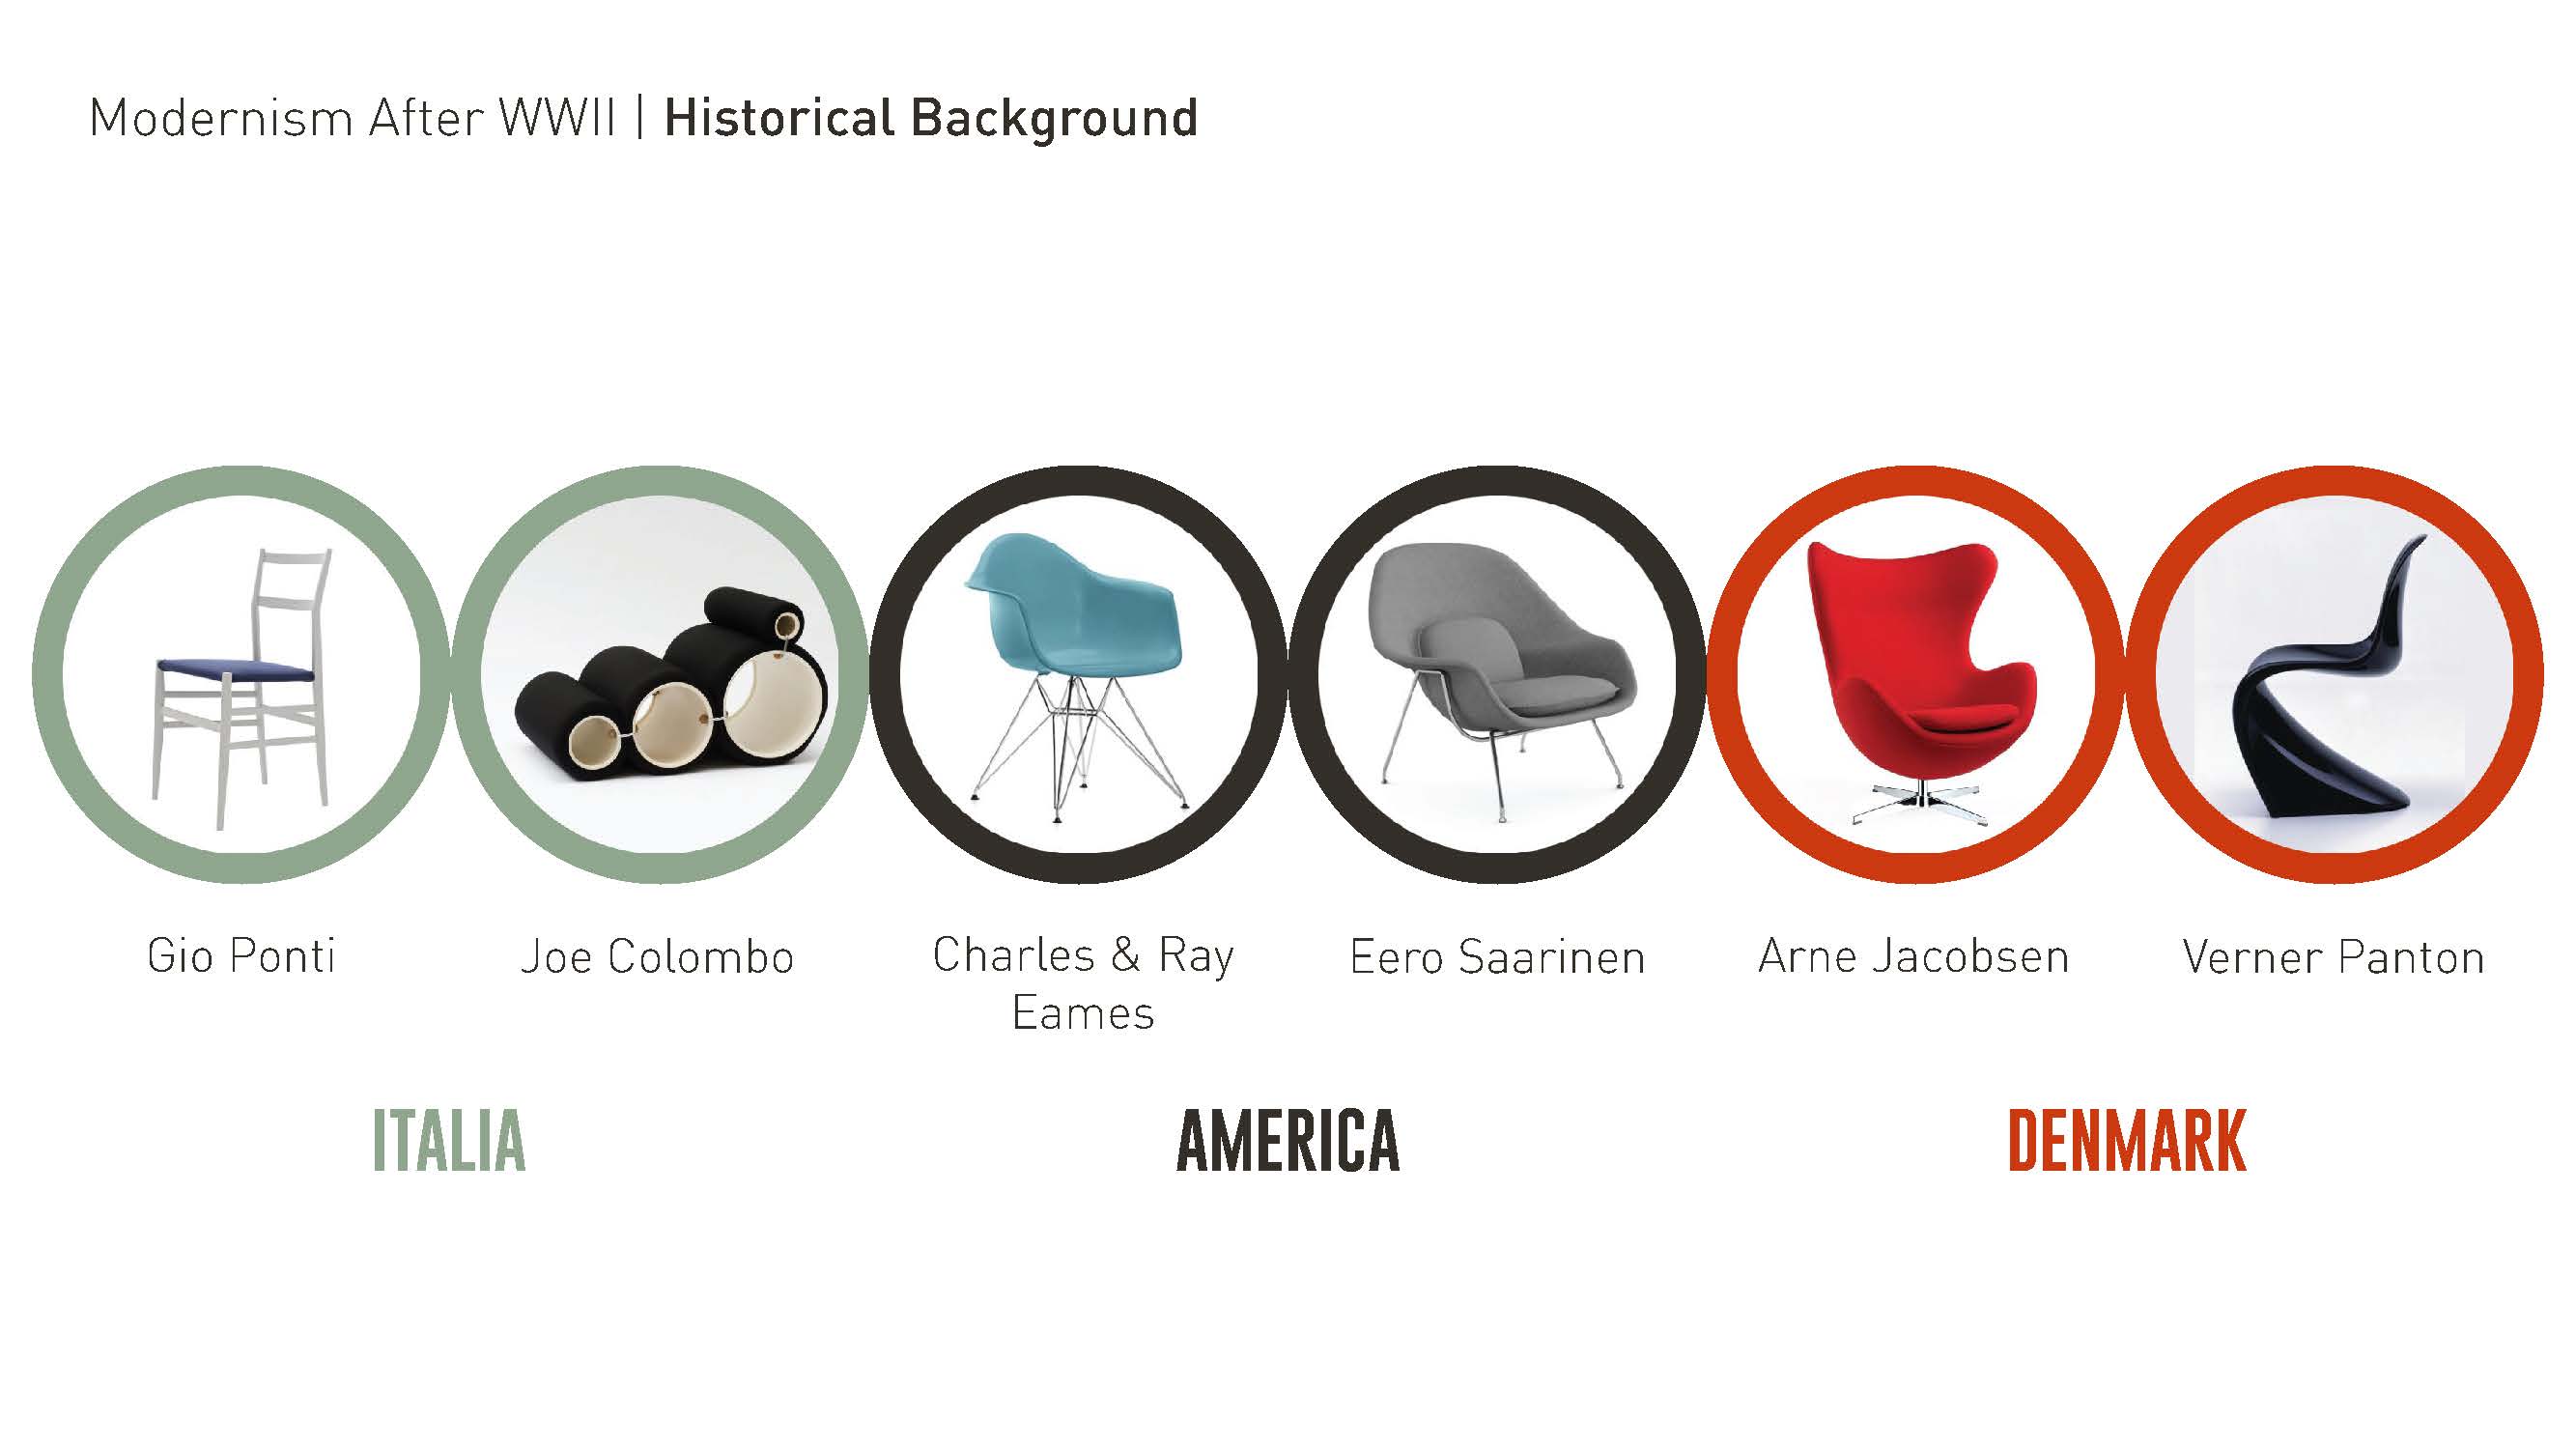 Modernism After WWII | Historical Background
Gio Ponti
Joe Colombo
Charles & Ray
Eames
Eero Saarinen
Arne Jacobsen
Verner Panton
ITALIA
AMERICA
DENMARK